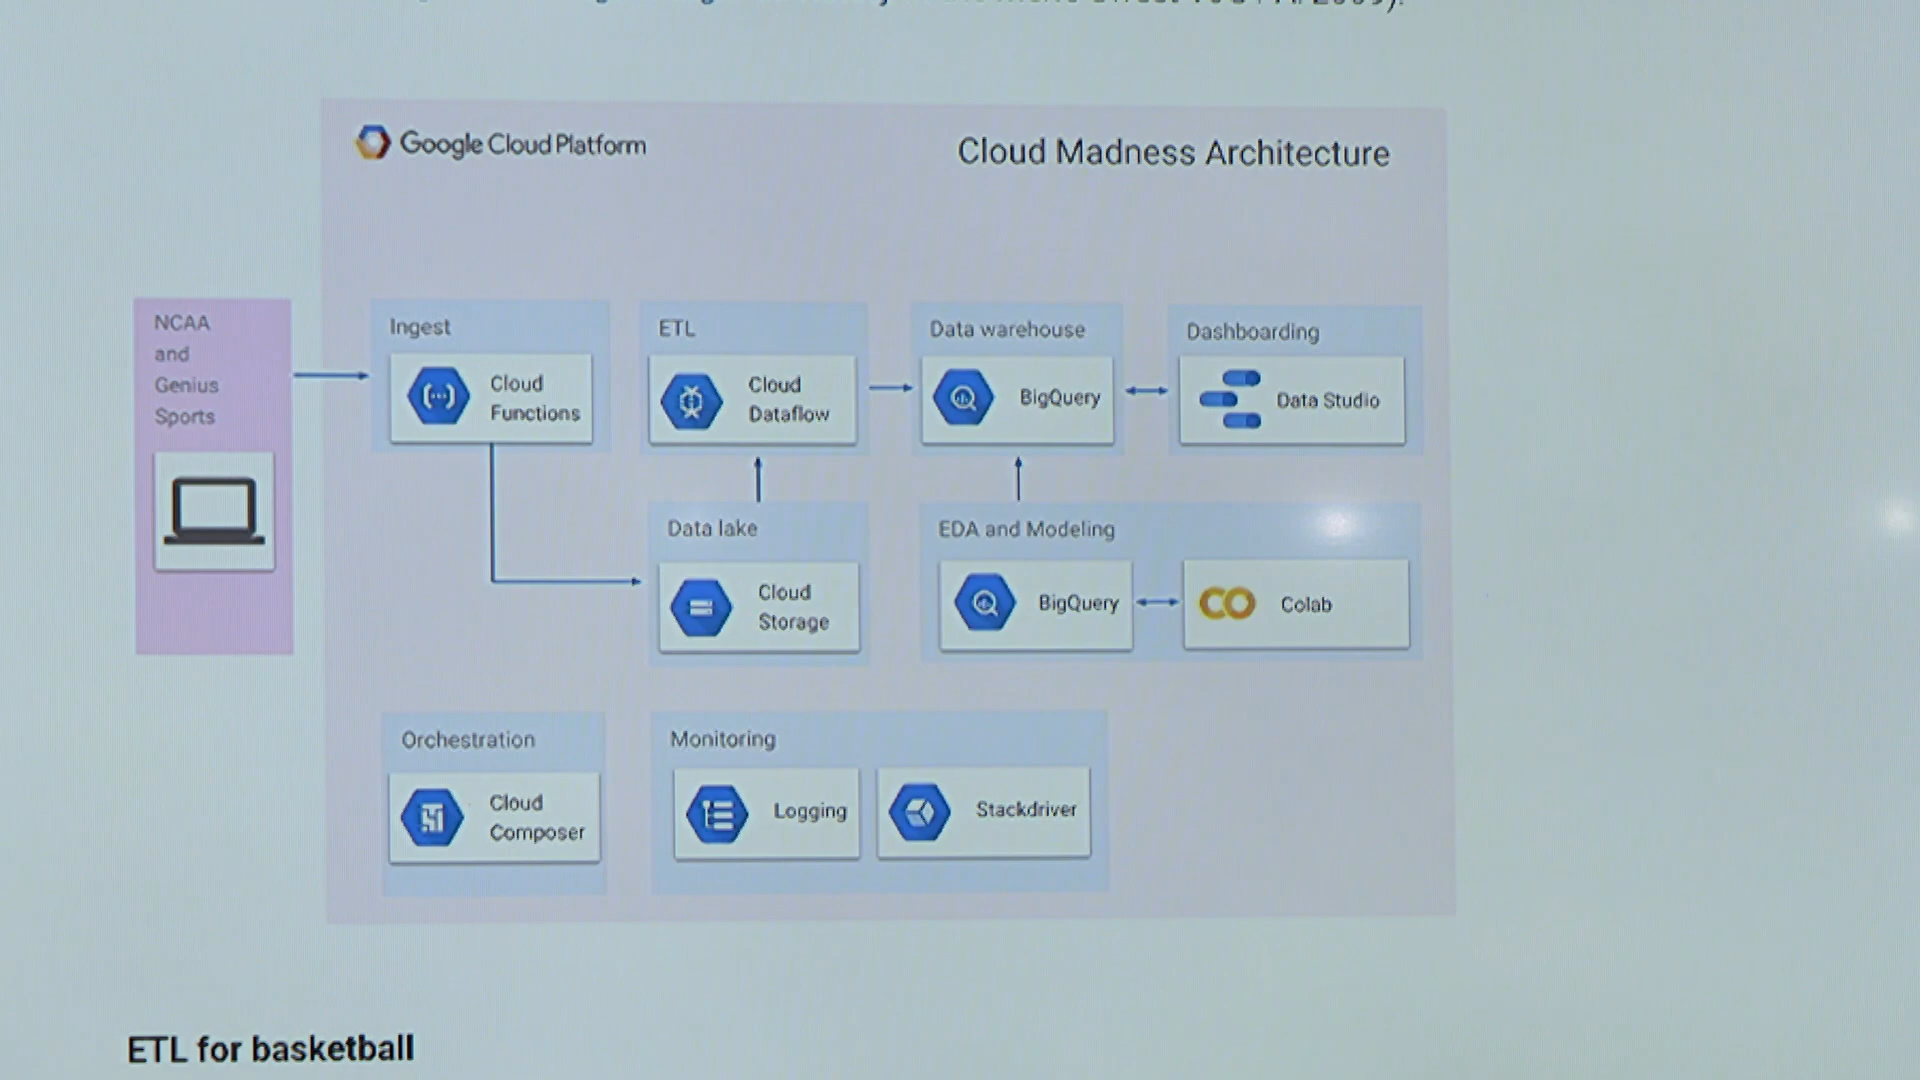 Google Cloud Platform
Cloud Madness Architecture
NCAA
and
Genius
Sports
Ingest
Cloud
Functions
ETL
Cloud
Dataflow
Data warehouse
BigQuery
Dashboarding
Data Studio
Data lake
Cloud
Storage
EDA and Modeling
BigQuery
Colab
Orchestration
Cloud
Composer
Monitoring
Logging
Stackdriver
ETL for basketball